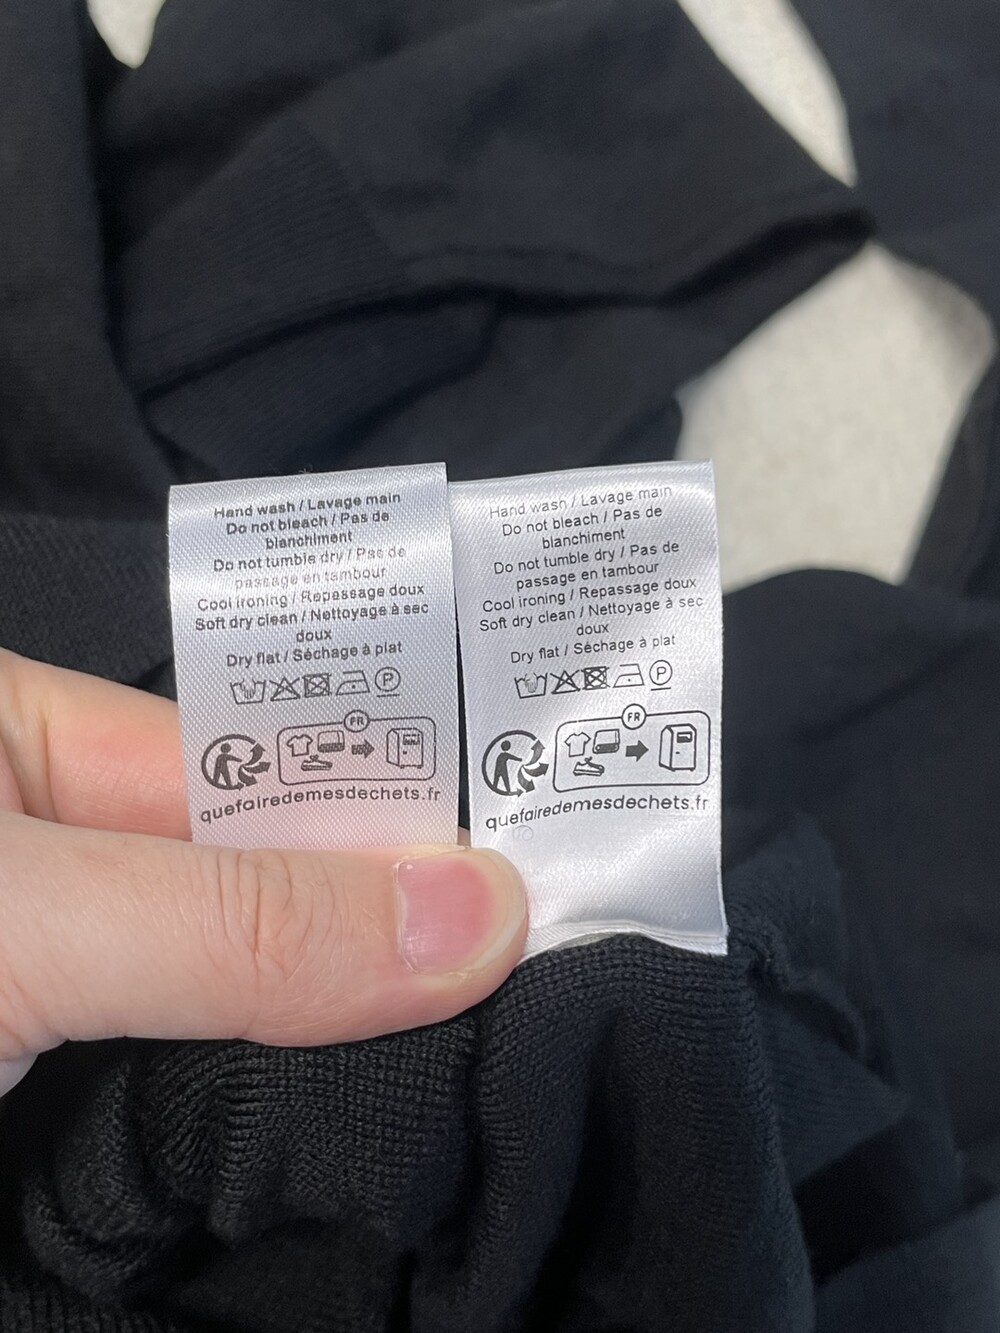 Hand wash / Lavage main
Do not bleach / Pas de
blanchiment
Do not tumble dry / Pas de
passage en tambour
Cool ironing / Repassage doux
Soft dry clean / Nettoyage à sec
doux
Dry flat / Séchage à plat
P
FR
quefairedemesdechets.fr
Hand wash / Lavage main
Do not bleach / Pas de
blanchiment
Do not tumble dry / Pas de
passage en tambour
Cool ironing / Repassage doux
Soft dry clean / Nettoyage à sec
doux
Dry flat / Séchage à plat
P
FR
quefairedemesdechets.fr